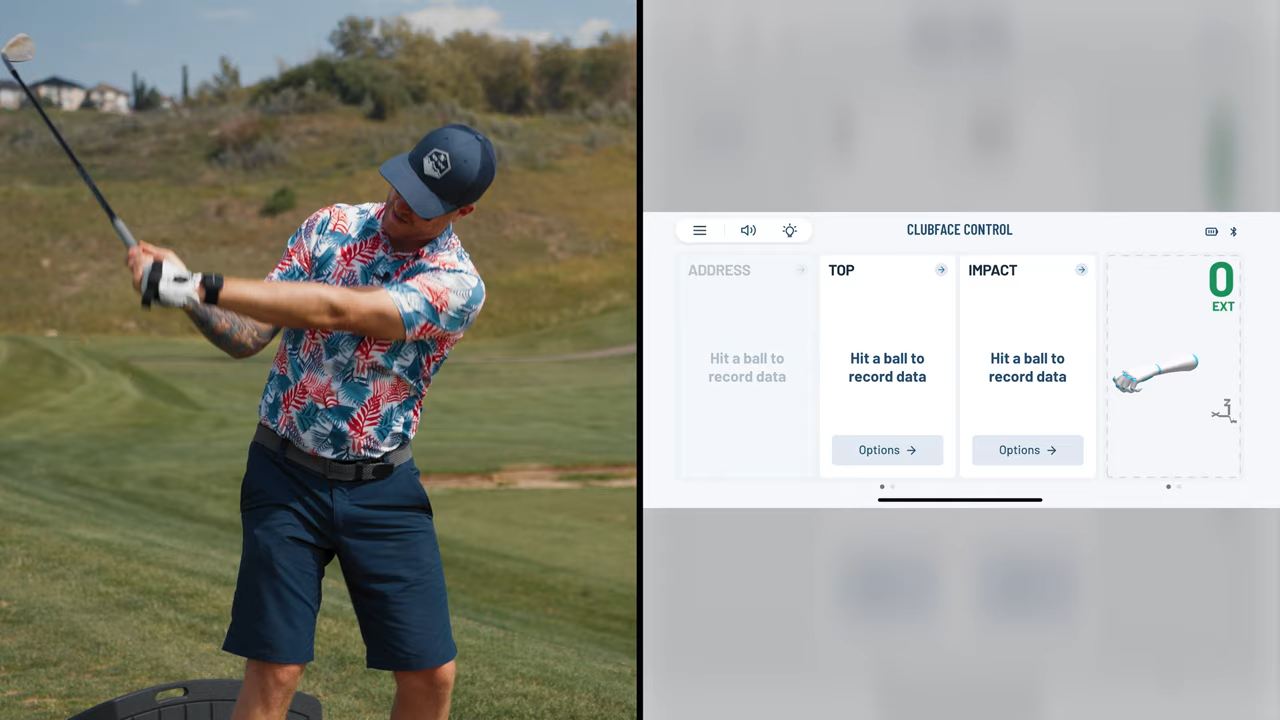 CLUBFACE CONTROL
ADDRESS
Hit a ball to
record data
TOP
Hit a ball to
record data
Options
IMPACT
Hit a ball to
record data
Options
0
EXT